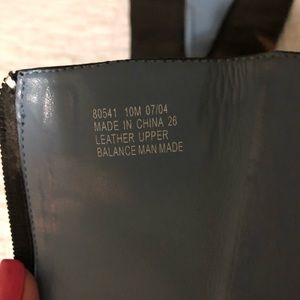 80541 10M 07/04
MADE IN CHINA 26
LEATHER UPPER
BALANCE MAN MADE